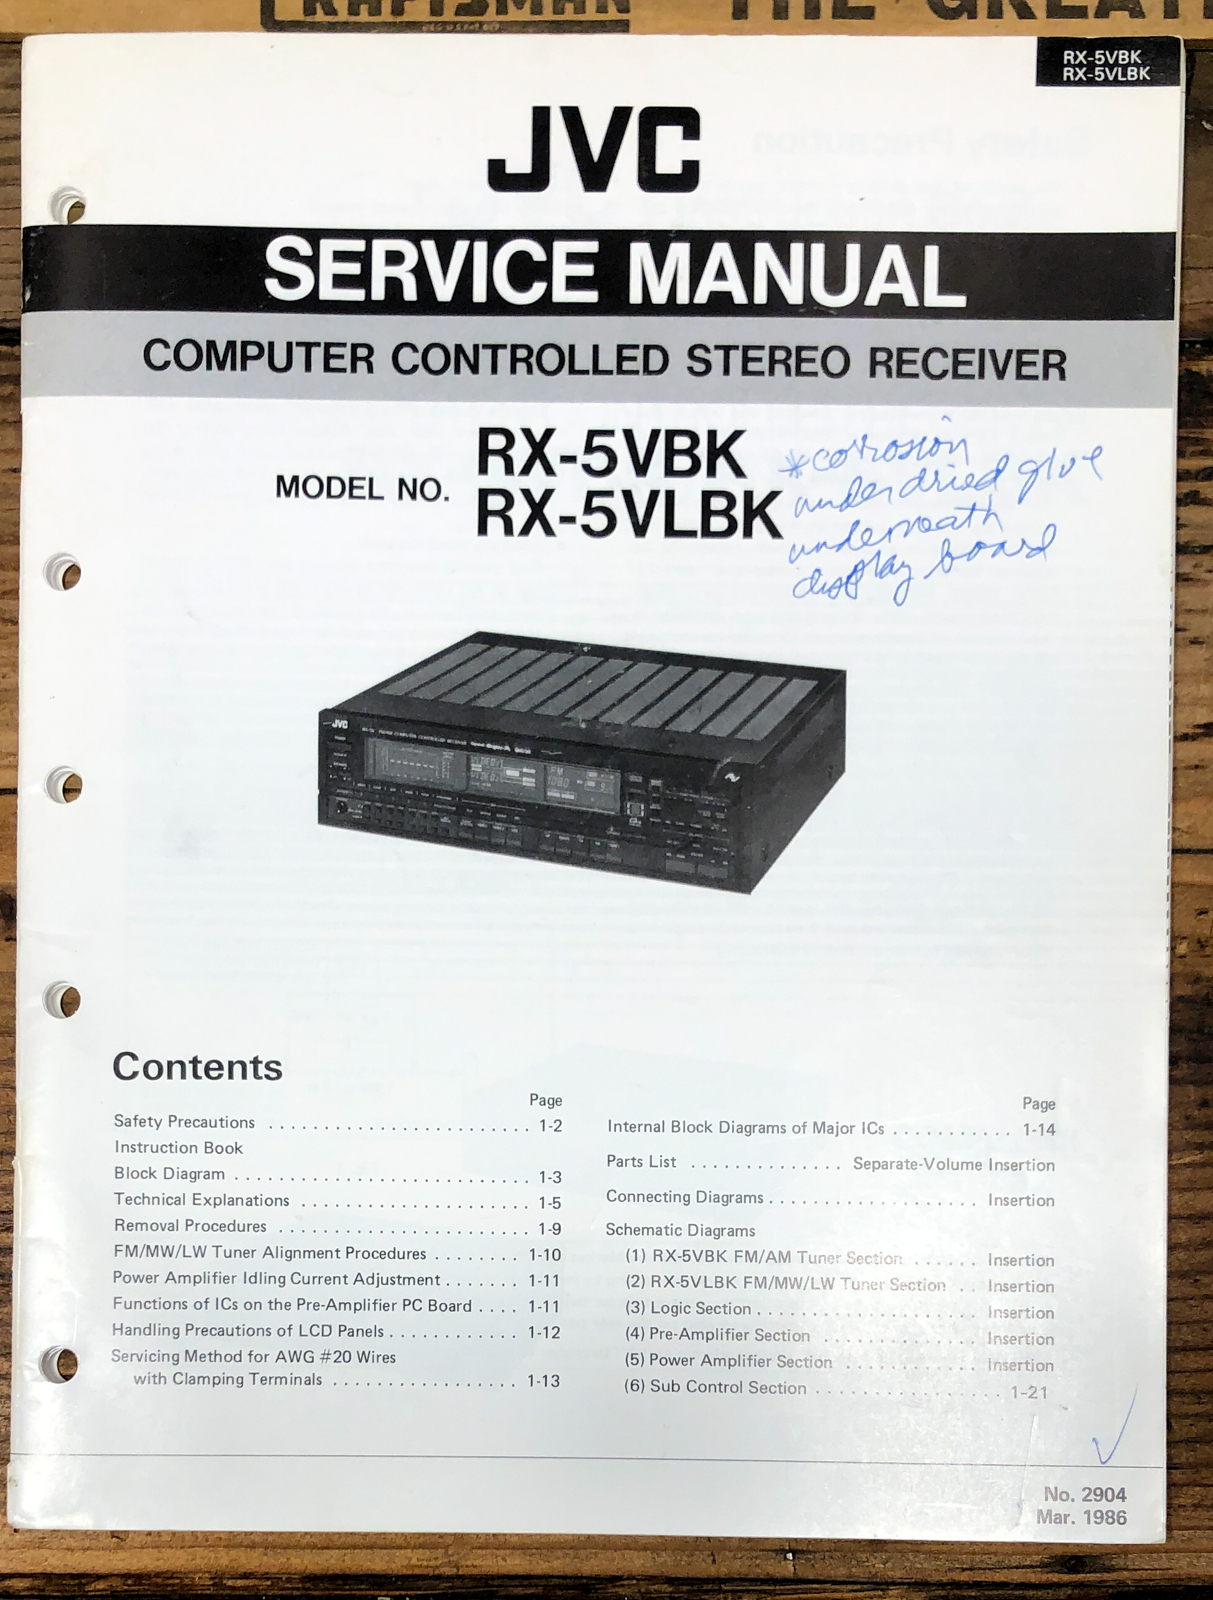 CRAFTSMAN
THE GREAT
RX-5VBK
RX-5VLBK
JVC
SERVICE MANUAL
COMPUTER CONTROLLED STEREO RECEIVER
MODEL NO.
RX-5VBK
RX-5VLBK
*corrosion
under dried glue
underneath
display board
JVC
Contents
Page
Safety Precautions . . . . . . . . . . . . . . . . . . . . . . . . 1-2
Instruction Book
Block Diagram . . . . . . . . . . . . . . . . . . . . . . . . . . . 1-3
Technical Explanations . . . . . . . . . . . . . . . . . . . . . 1-5
Removal Procedures . . . . . . . . . . . . . . . . . . . . . . . 1-9
FM/MW/LW Tuner Alignment Procedures . . . . . . . . 1-10
Power Amplifier Idling Current Adjustment . . . . . . . 1-11
Functions of ICs on the Pre-Amplifier PC Board . . . . 1-11
Handling Precautions of LCD Panels . . . . . . . . . . . . 1-12
Servicing Method for AWG #20 Wires
with Clamping Terminals . . . . . . . . . . . . . . . . . 1-13
Page
Internal Block Diagrams of Major ICs . . . . . . . . . . . 1-14
Parts List . . . . . . . . . . . . . . Separate-Volume Insertion
Connecting Diagrams . . . . . . . . . . . . . . . . . . . Insertion
Schematic Diagrams
(1) RX-5VBK FM/AM Tuner Section . . . . . . Insertion
(2) RX-5VLBK FM/MW/LW Tuner Section . . Insertion
(3) Logic Section . . . . . . . . . . . . . . . . . . . . Insertion
(4) Pre-Amplifier Section . . . . . . . . . . . . . . Insertion
(5) Power Amplifier Section . . . . . . . . . . . . Insertion
(6) Sub Control Section . . . . . . . . . . . . . . . . . 1-21
No. 2904
Mar. 1986